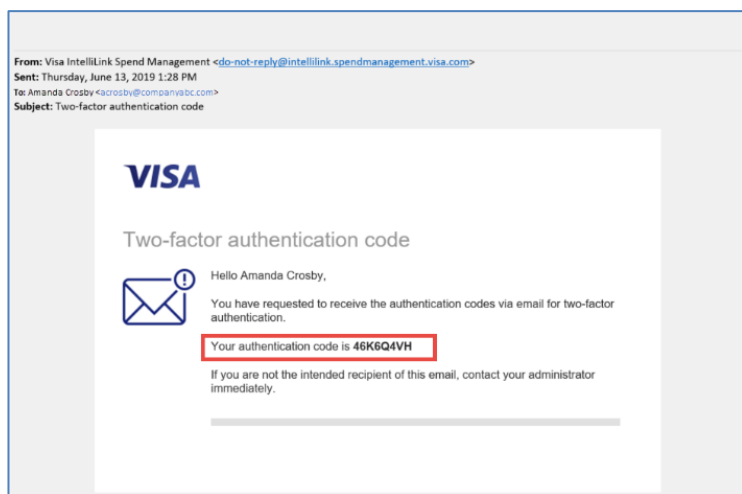 From: Visa IntelliLink Spend Management <do-not-reply@intellilink.spendmanagement.visa.com>
Sent: Thursday, June 13, 2019 1:28 PM
To: Amanda Crosby <acrosby@companyabc.com>
Subject: Two-factor authentication code
VISA
Two-factor authentication code
Hello Amanda Crosby,
You have requested to receive the authentication codes via email for two-factor
authentication.
Your authentication code is 46K6Q4VH
If you are not the intended recipient of this email, contact your administrator
immediately.